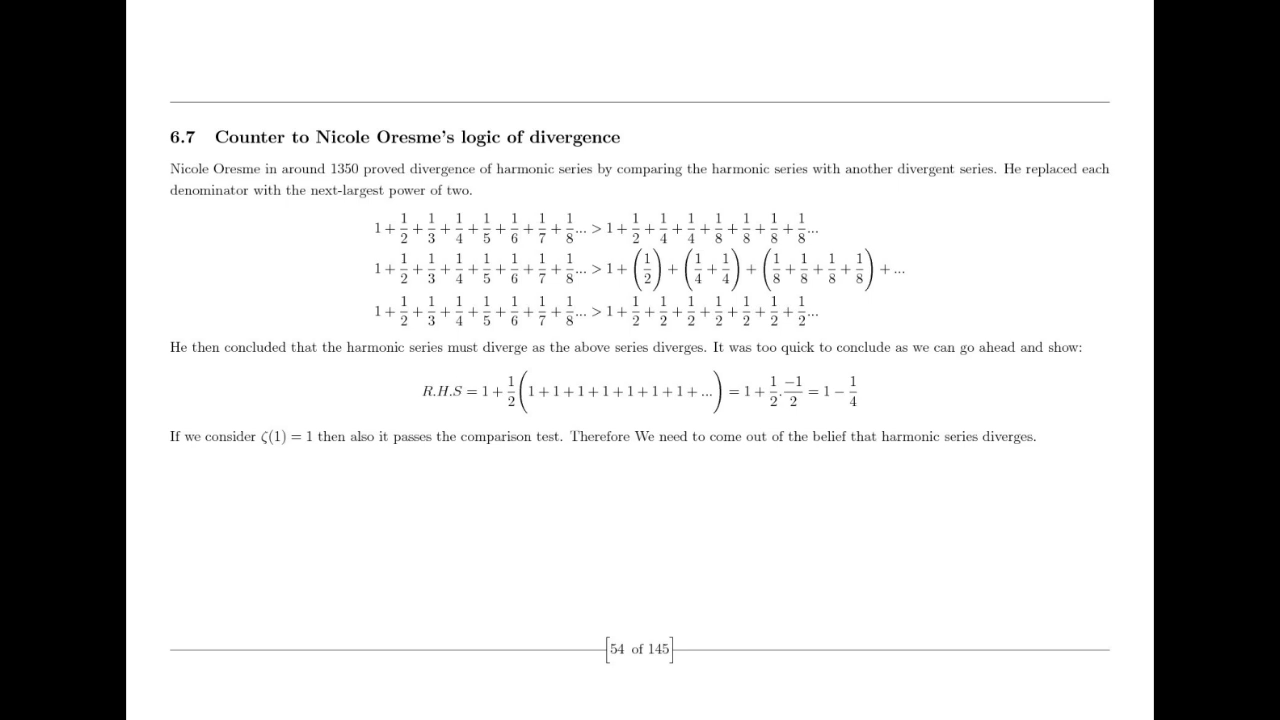 6.7 Counter to Nicole Oresme's logic of divergence
Nicole Oresme in around 1350 proved divergence of harmonic series by comparing the harmonic series with another divergent series. He replaced each
denominator with the next-largest power of two.
1 + 1/2 + 1/3 + 1/4 + 1/5 + 1/6 + 1/7 + 1/8 ... > 1 + 1/2 + 1/4 + 1/4 + 1/8 + 1/8 + 1/8 + 1/8 ...
1 + 1/2 + 1/3 + 1/4 + 1/5 + 1/6 + 1/7 + 1/8 ... > 1 + (1/2) + (1/4 + 1/4) + (1/8 + 1/8 + 1/8 + 1/8) + ...
1 + 1/2 + 1/3 + 1/4 + 1/5 + 1/6 + 1/7 + 1/8 ... > 1 + 1/2 + 1/2 + 1/2 + 1/2 + 1/2 + 1/2 + 1/2 ...
He then concluded that the harmonic series must diverge as the above series diverges. It was too quick to conclude as we can go ahead and show:
R.H.S = 1 + 1/2 (1 + 1 + 1 + 1 + 1 + 1 + 1 + ...) = 1 + 1/2 . -1/2 = 1 - 1/4
If we consider ζ(1) = 1 then also it passes the comparison test. Therefore We need to come out of the belief that harmonic series diverges.
[54 of 145]